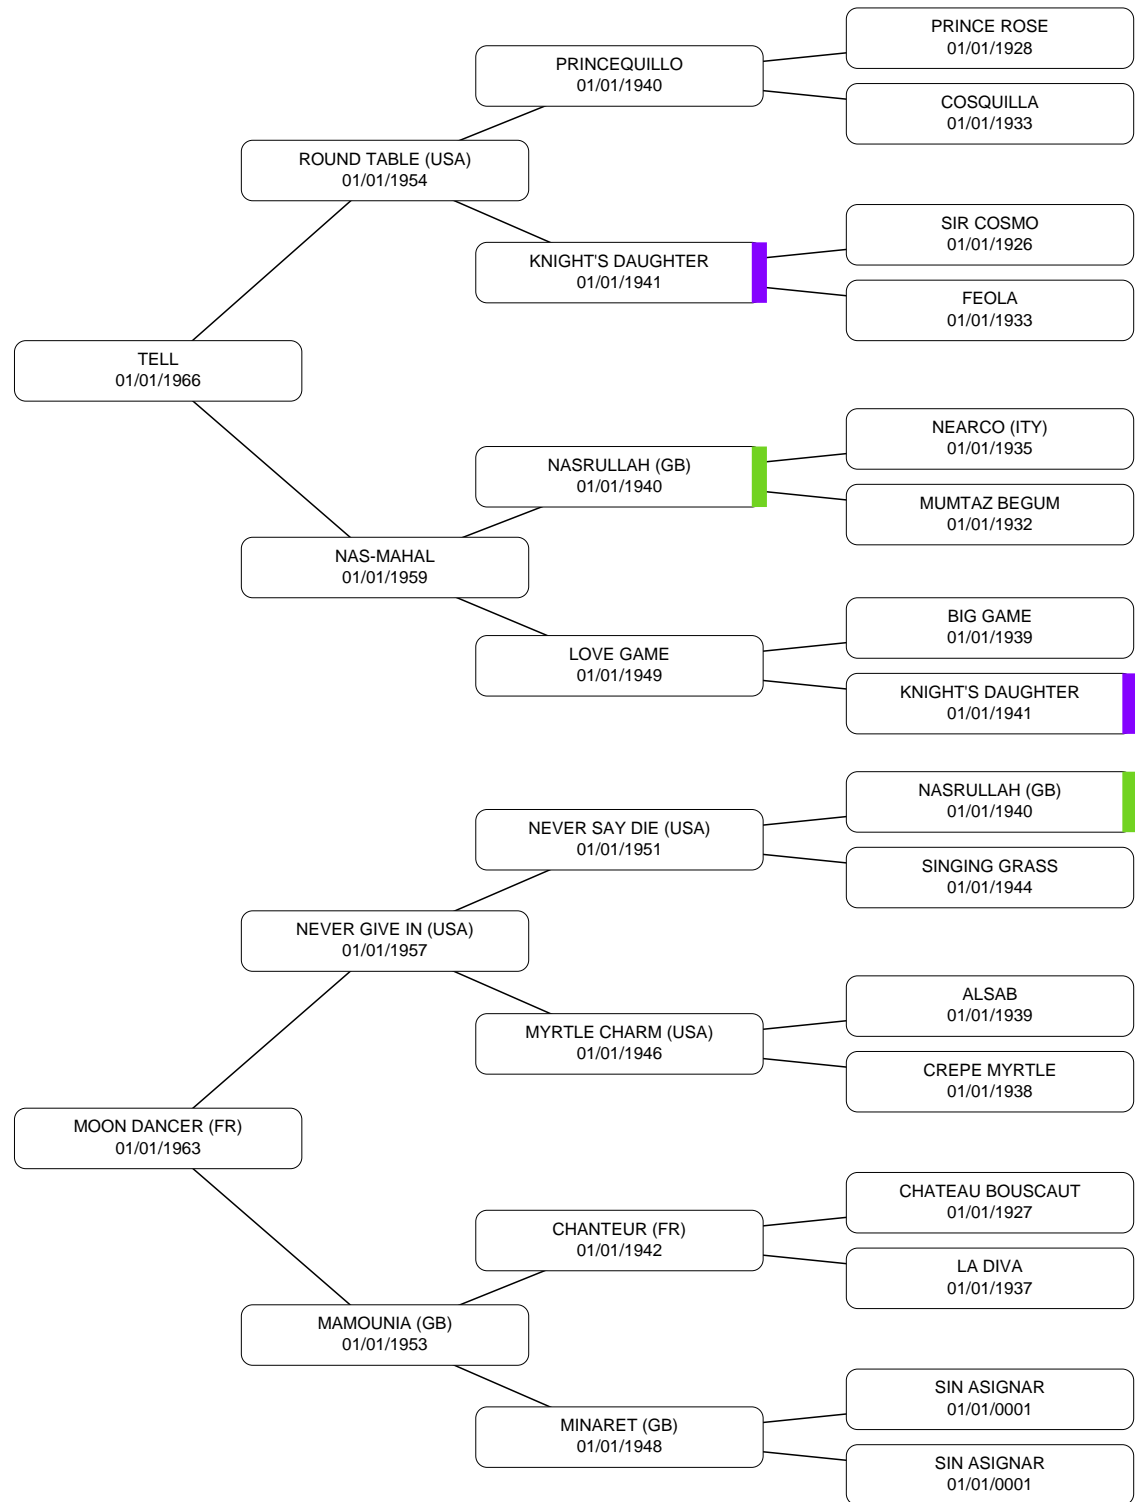 PRINCE ROSE
01/01/1928
PRINCEQUILLO
01/01/1940
COSQUILLA
01/01/1933
ROUND TABLE (USA)
01/01/1954
SIR COSMO
01/01/1926
KNIGHT'S DAUGHTER
01/01/1941
FEOLA
01/01/1933
TELL
01/01/1966
NEARCO (ITY)
01/01/1935
NASRULLAH (GB)
01/01/1940
MUMTAZ BEGUM
01/01/1932
NAS-MAHAL
01/01/1959
BIG GAME
01/01/1939
LOVE GAME
01/01/1949
KNIGHT'S DAUGHTER
01/01/1941
NASRULLAH (GB)
01/01/1940
NEVER SAY DIE (USA)
01/01/1951
SINGING GRASS
01/01/1944
NEVER GIVE IN (USA)
01/01/1957
ALSAB
01/01/1939
MYRTLE CHARM (USA)
01/01/1946
CREPE MYRTLE
01/01/1938
MOON DANCER (FR)
01/01/1963
CHATEAU BOUSCAUT
01/01/1927
CHANTEUR (FR)
01/01/1942
LA DIVA
01/01/1937
MAMOUNIA (GB)
01/01/1953
SIN ASIGNAR
01/01/0001
MINARET (GB)
01/01/1948
SIN ASIGNAR
01/01/0001